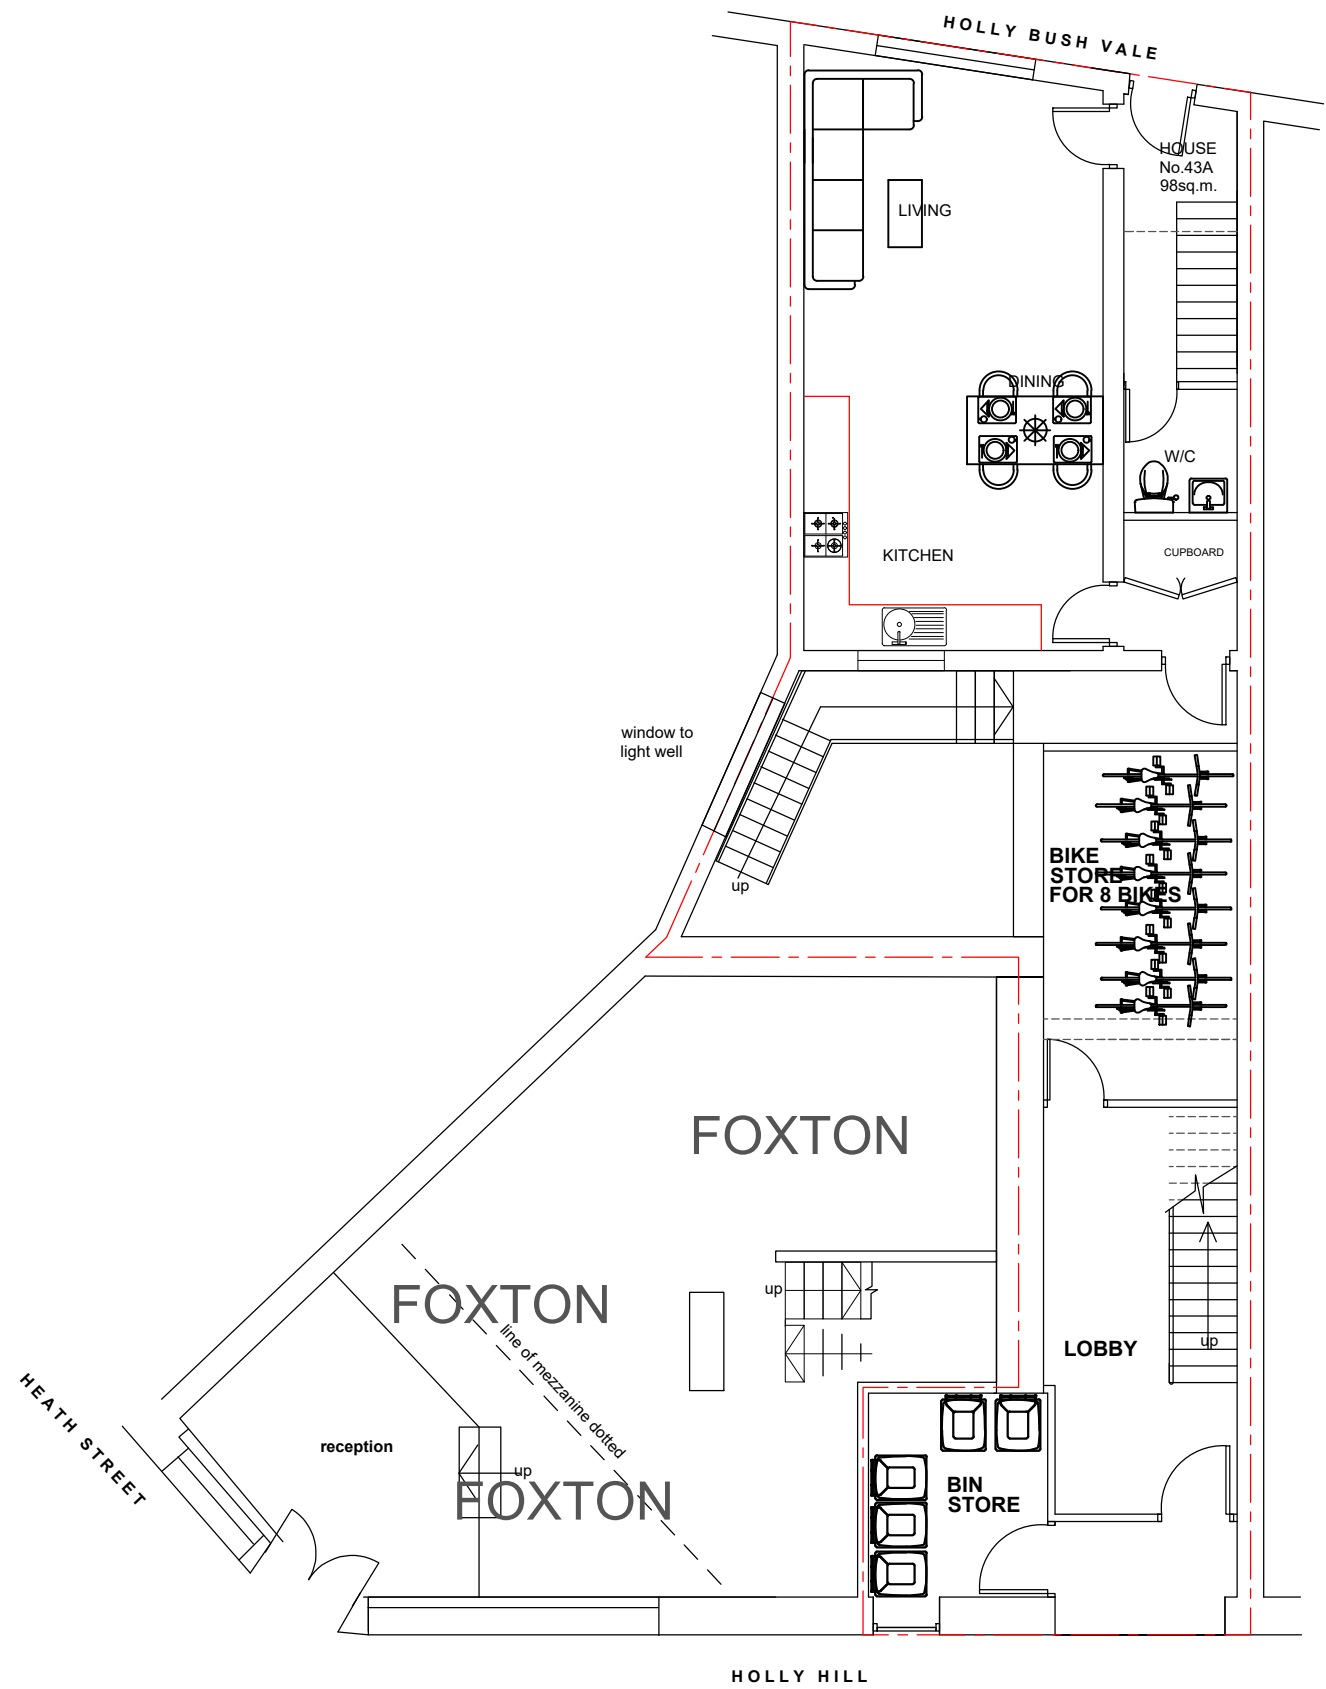 HOLLY BUSH VALE
HOUSE
No.43A
98sq.m.
LIVING
DINING
W/C
KITCHEN
CUPBOARD
window to
light well
up
BIKE
STORE
FOR 8 BIKES
FOXTON
up
FOXTON
line of mezzanine dotted
LOBBY
up
HEATH STREET
reception
up
FOXTON
BIN
STORE
HOLLY HILL